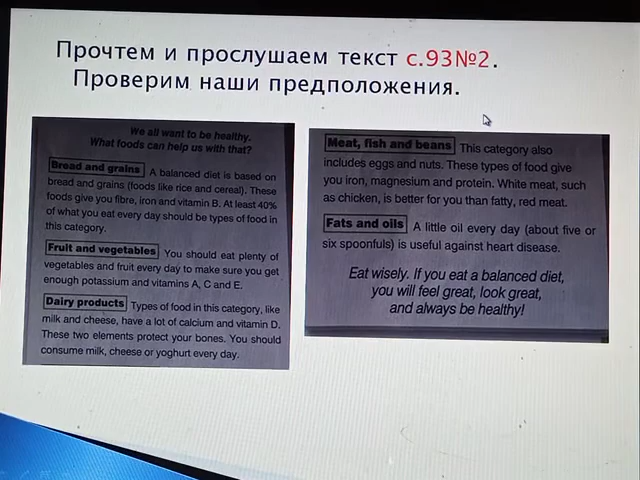 Прочтем и прослушаем текст с.93№2.
Проверим наши предположения.
We all want to be healthy.
What foods can help us with that?
Bread and grains A balanced diet is based on
bread and grains (foods like rice and cereal). These
foods give you fibre, iron and vitamin B. At least 40%
of what you eat every day should be types of food in
this category.
Fruit and vegetables You should eat plenty of
vegetables and fruit every day to make sure you get
enough potassium and vitamins A, C and E.
Dairy products Types of food in this category, like
milk and cheese, have a lot of calcium and vitamin D.
These two elements protect your bones. You should
consume milk, cheese or yoghurt every day.
Meat, fish and beans This category also
includes eggs and nuts. These types of food give
you iron, magnesium and protein. White meat, such
as chicken, is better for you than fatty, red meat.
Fats and oils A little oil every day (about five or
six spoonfuls) is useful against heart disease.
Eat wisely. If you eat a balanced diet,
you will feel great, look great,
and always be healthy!